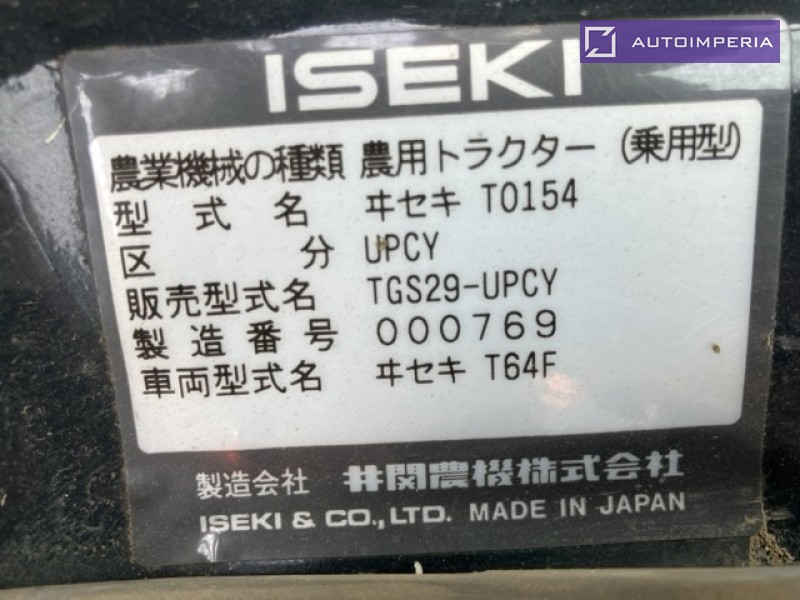 AUTOIMPERIA
ISEKI
農業機械の種類 農用トラクター (乗用型)
型式名 ヰセキ T0154
区分 UPCY
販売型式名 TGS29-UPCY
製造番号 000769
車両型式名 ヰセキ T64F
製造会社 井関農機株式会社
ISEKI & CO., LTD. MADE IN JAPAN